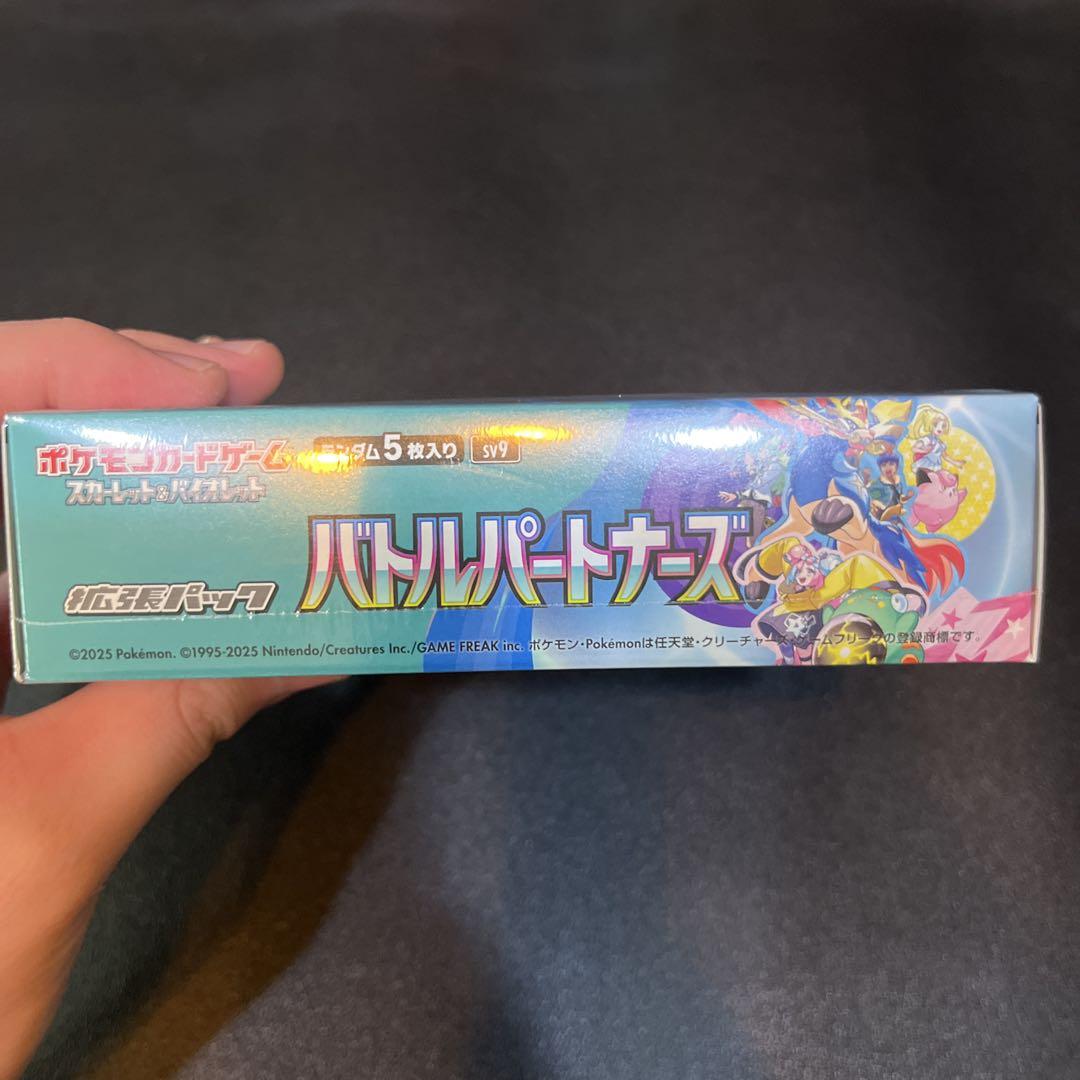 ポケモンカードゲーム
スカーレット&バイオレット
ランダム5枚入り
sv9
バトルパートナーズ
拡張パック
©2025 Pokémon. ©1995-2025 Nintendo/Creatures Inc./GAME FREAK inc. ポケモン・Pokémonは任天堂・クリーチャーズ・ゲームフリークの登録商標です。